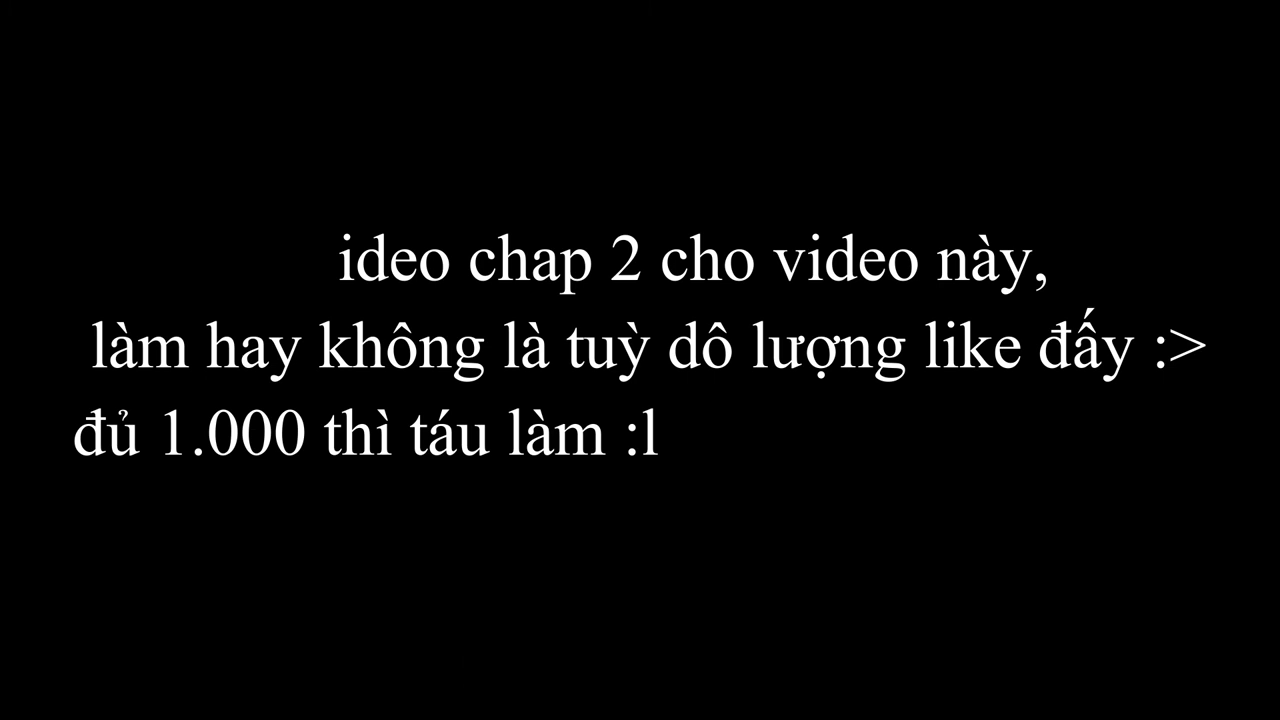 ideo chap 2 cho video này,
làm hay không là tuỳ dô lượng like đấy :>
đủ 1.000 thì táu làm :l